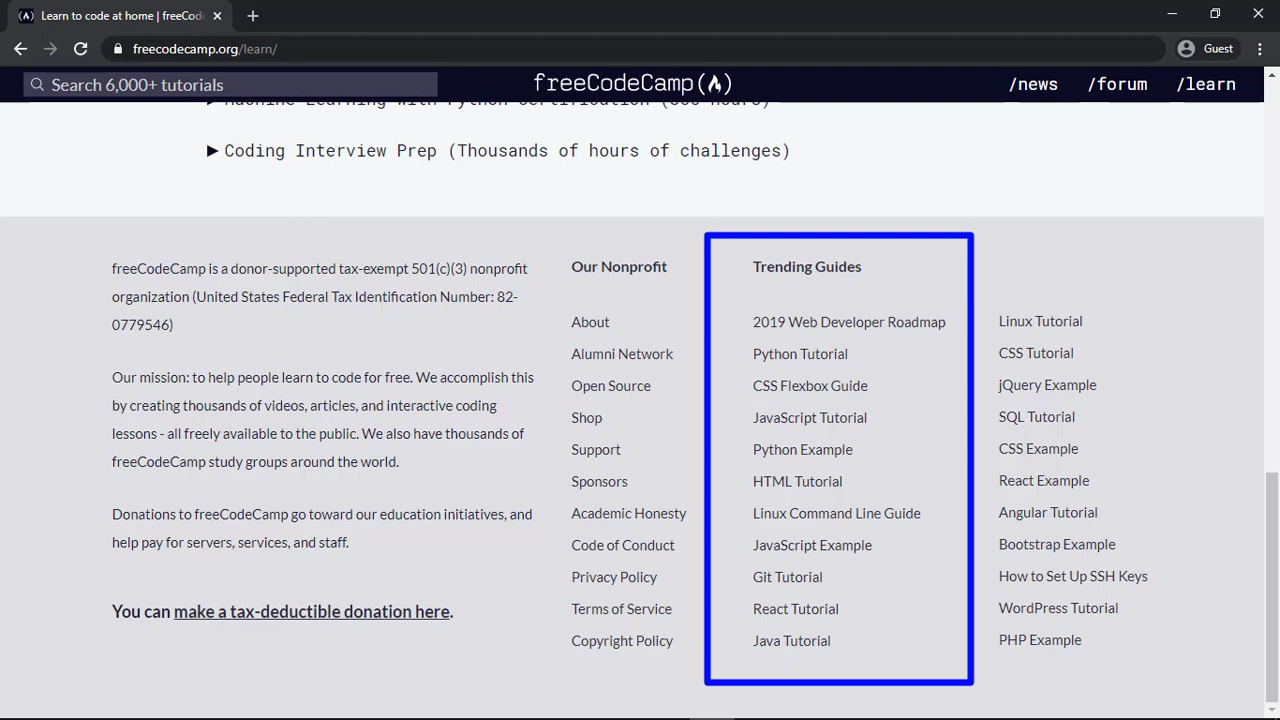 Learn to code at home | freeCod
freecodecamp.org/learn/
Guest
Search 6,000+ tutorials
freeCodeCamp
/news
/forum
/learn
Machine Learning with Python Certification (300 hours)
Coding Interview Prep (Thousands of hours of challenges)
freeCodeCamp is a donor-supported tax-exempt 501(c)(3) nonprofit
organization (United States Federal Tax Identification Number: 82-
0779546)
Our mission: to help people learn to code for free. We accomplish this
by creating thousands of videos, articles, and interactive coding
lessons - all freely available to the public. We also have thousands of
freeCodeCamp study groups around the world.
Donations to freeCodeCamp go toward our education initiatives, and
help pay for servers, services, and staff.
You can make a tax-deductible donation here.
Our Nonprofit
About
Alumni Network
Open Source
Shop
Support
Sponsors
Academic Honesty
Code of Conduct
Privacy Policy
Terms of Service
Copyright Policy
Trending Guides
2019 Web Developer Roadmap
Python Tutorial
CSS Flexbox Guide
JavaScript Tutorial
Python Example
HTML Tutorial
Linux Command Line Guide
JavaScript Example
Git Tutorial
React Tutorial
Java Tutorial
Linux Tutorial
CSS Tutorial
jQuery Example
SQL Tutorial
CSS Example
React Example
Angular Tutorial
Bootstrap Example
How to Set Up SSH Keys
WordPress Tutorial
PHP Example